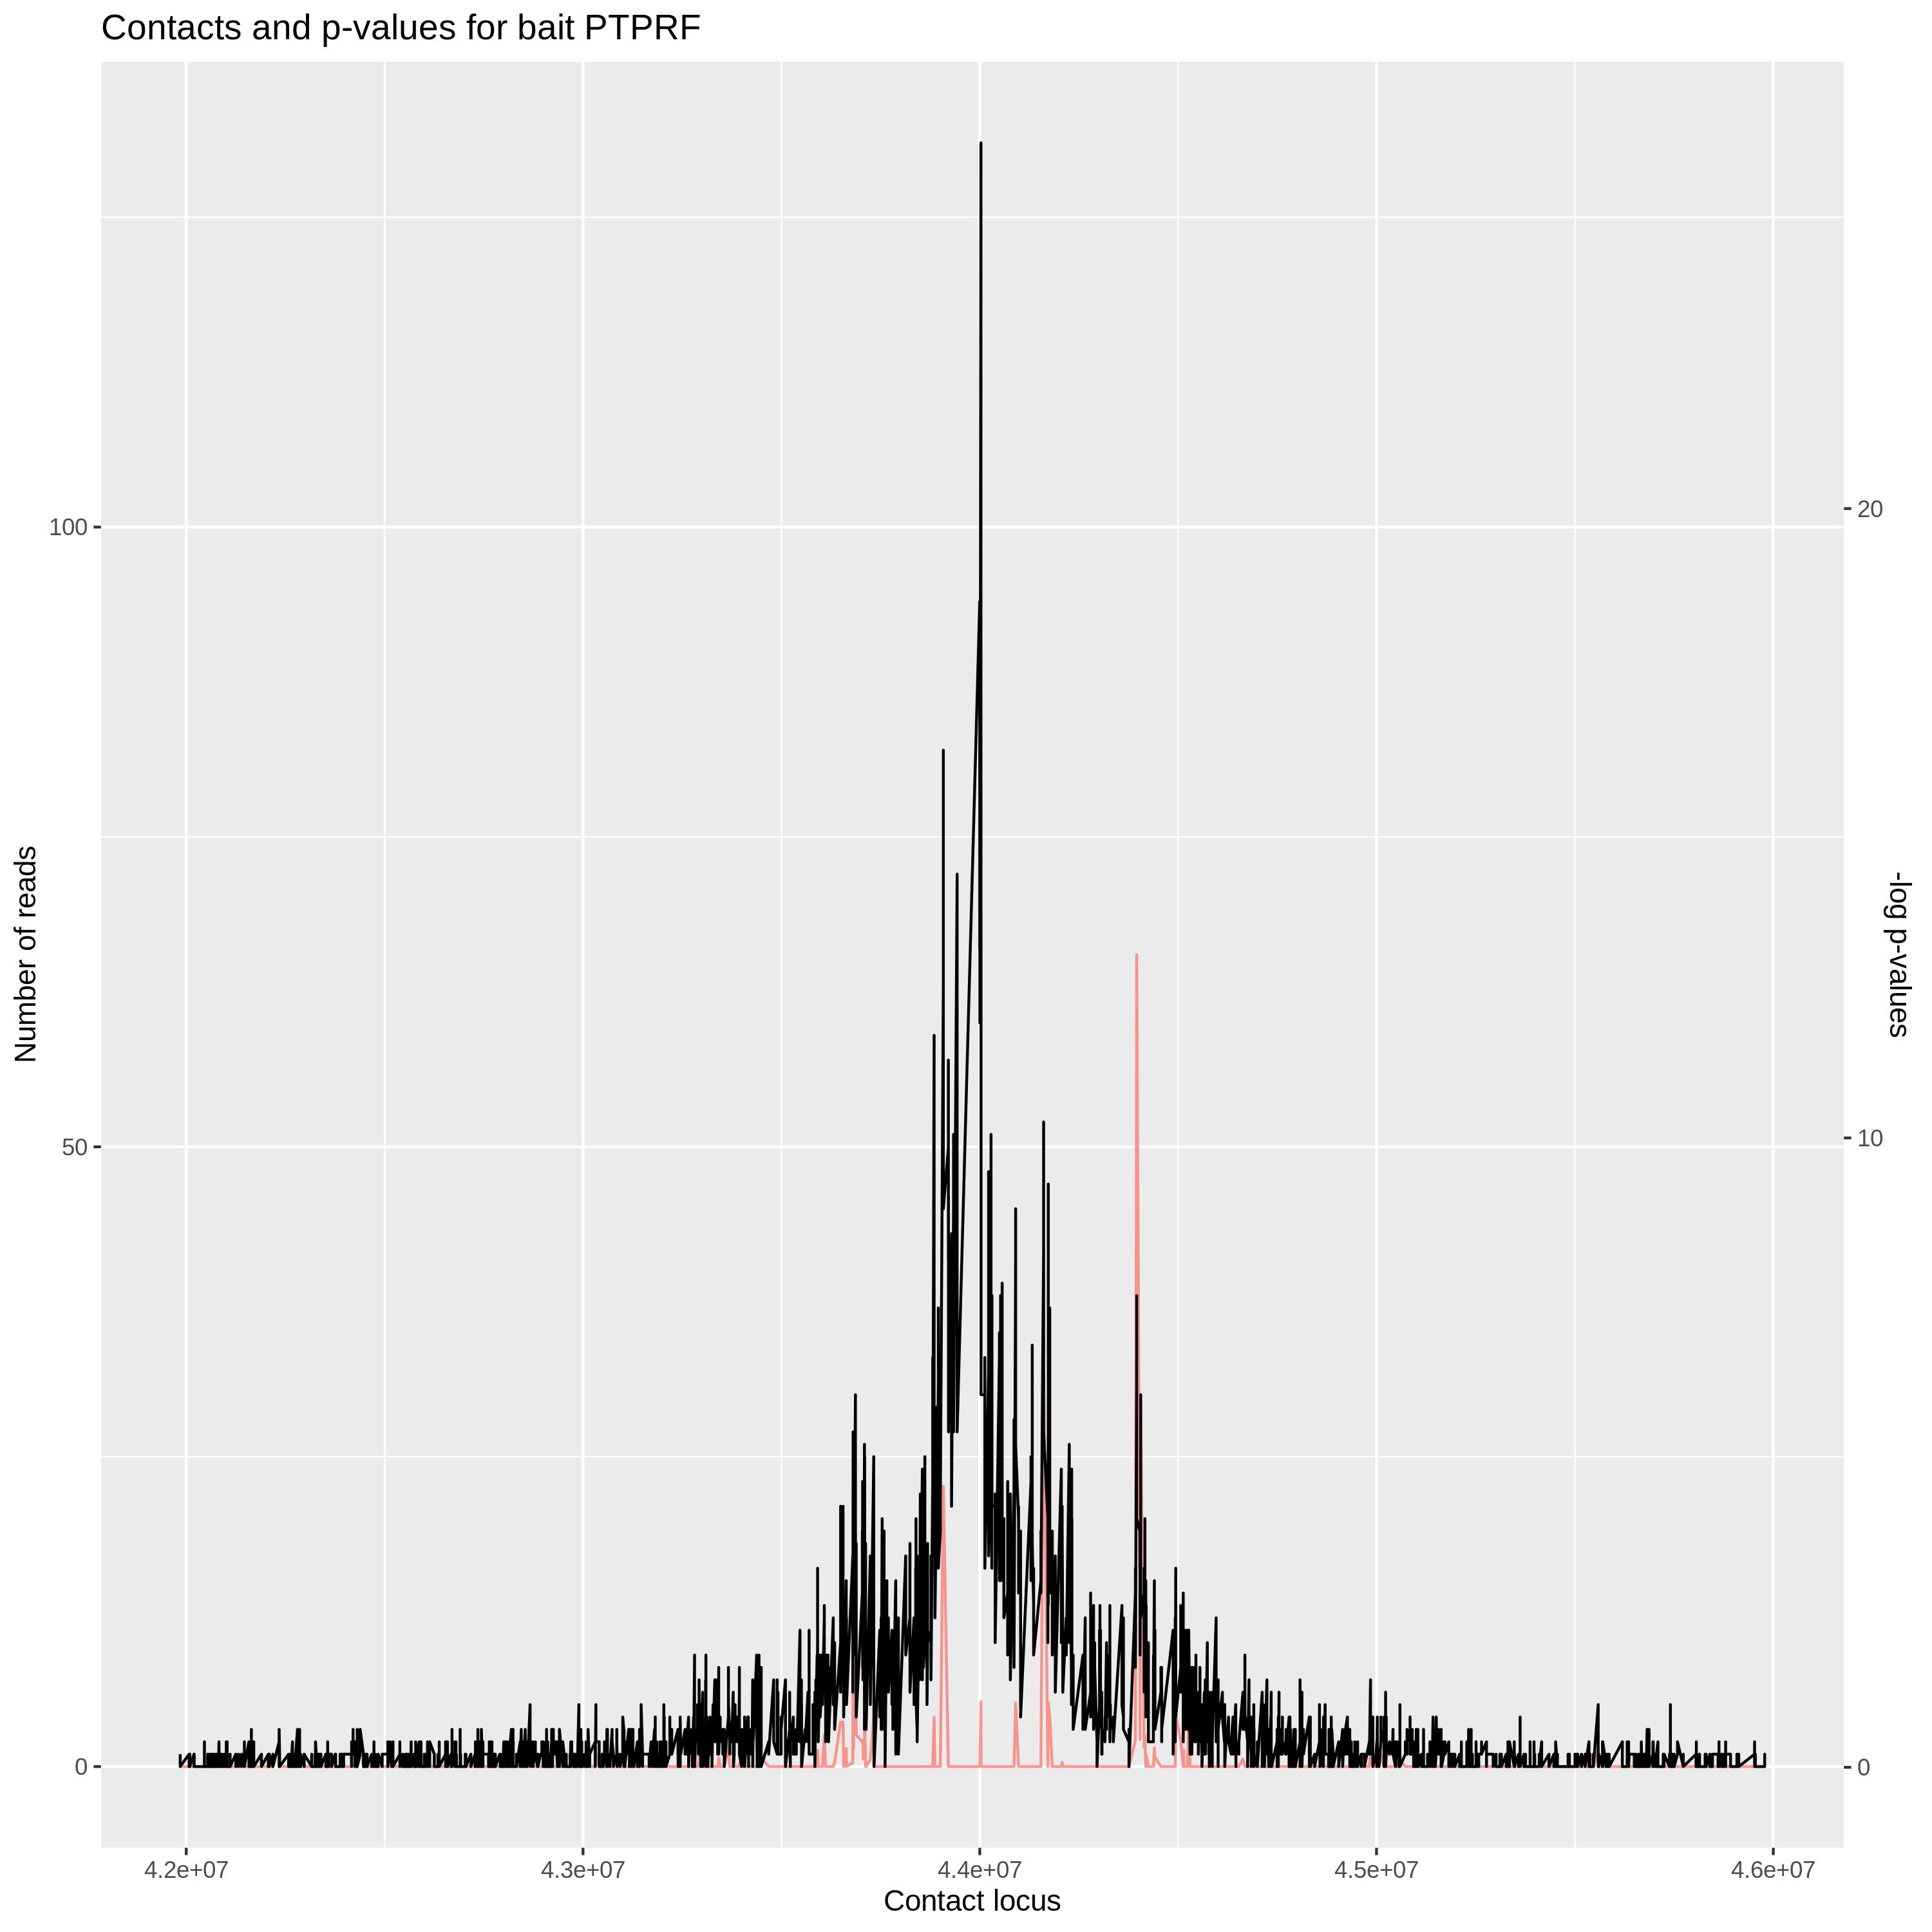 Contacts and p-values for bait PTPRF
Number of reads
100
50
0
20
10
0
-log p-values
4.2e+07
4.3e+07
4.4e+07
4.5e+07
4.6e+07
Contact locus